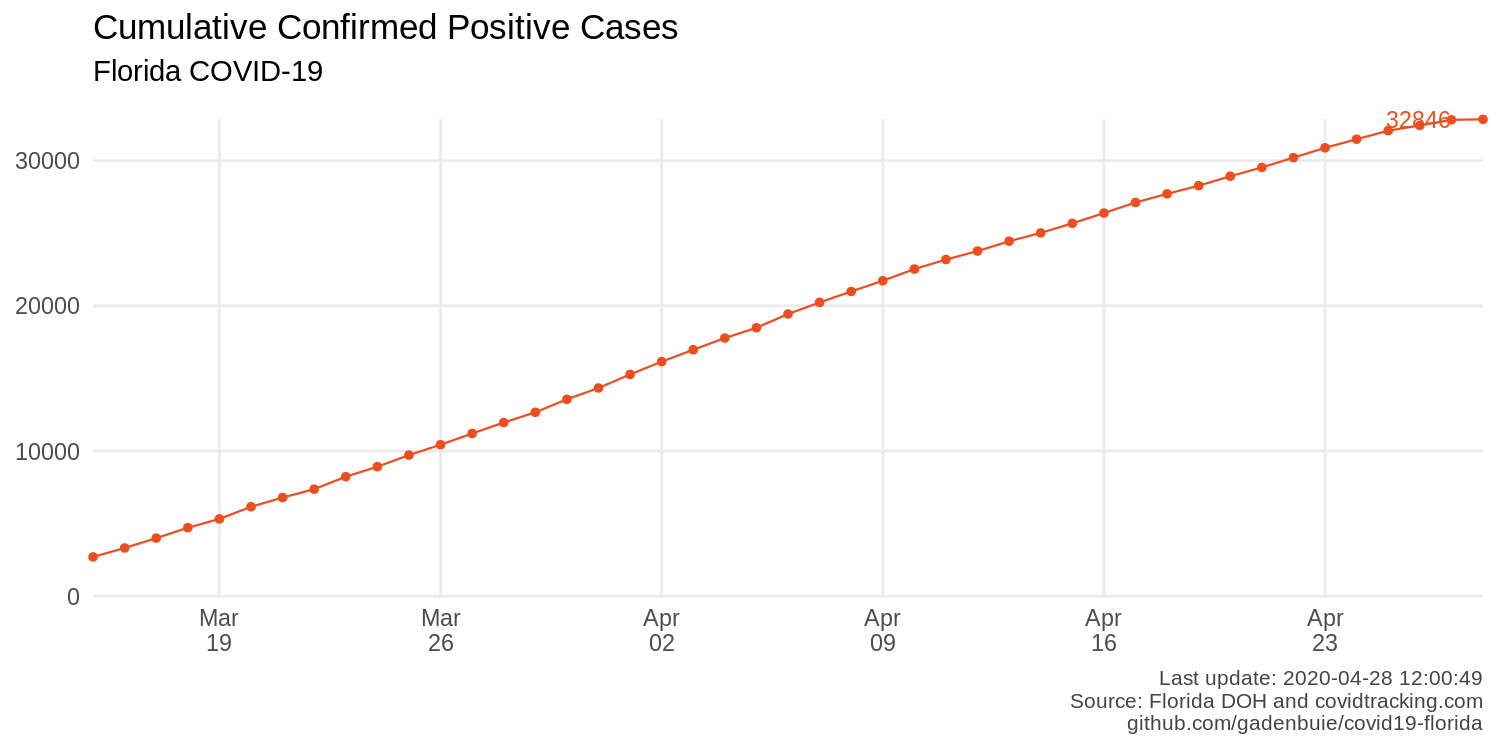 Cumulative Confirmed Positive Cases
Florida COVID-19
32846
30000
20000
10000
0
Mar
19
Mar
26
Apr
02
Apr
09
Apr
16
Apr
23
Last update: 2020-04-28 12:00:49
Source: Florida DOH and covidtracking.com
github.com/gadenbuie/covid19-florida